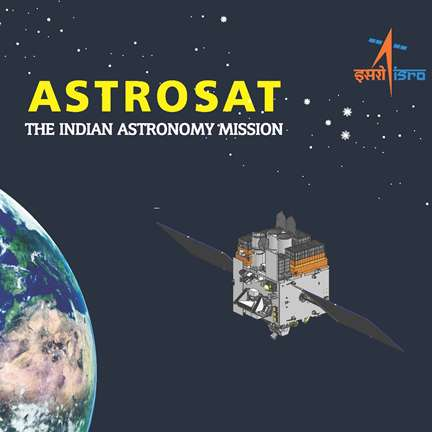 इसरो isro
ASTROSAT
THE INDIAN ASTRONOMY MISSION